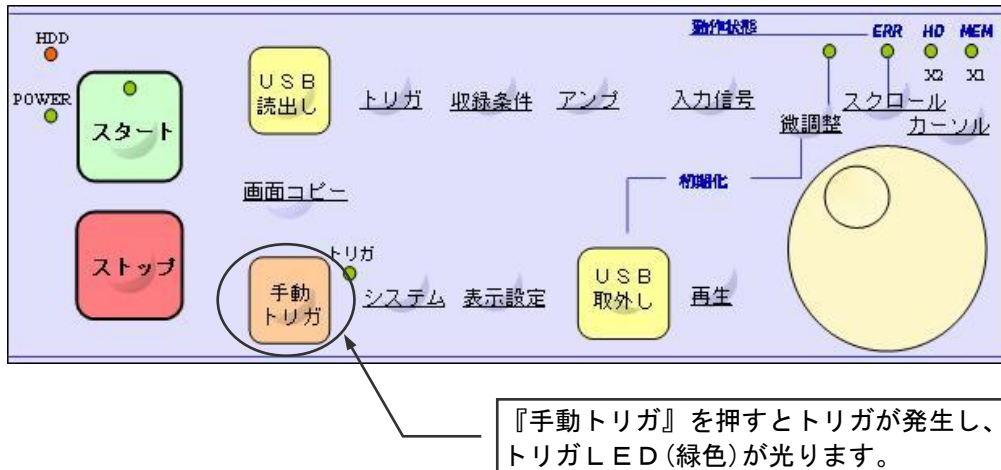 動作状態
ERR HD MEM
HDD
X2 X1
POWER
スタート
USB
読出し
トリガ 収録条件 アンプ 入力信号
スクロール
微調整
カーソル
画面コピー
初期化
ストップ
トリガ
手動
トリガ
システム 表示設定
USB
取外し
再生
『手動トリガ』を押すとトリガが発生し、
トリガLED(緑色)が光ります。